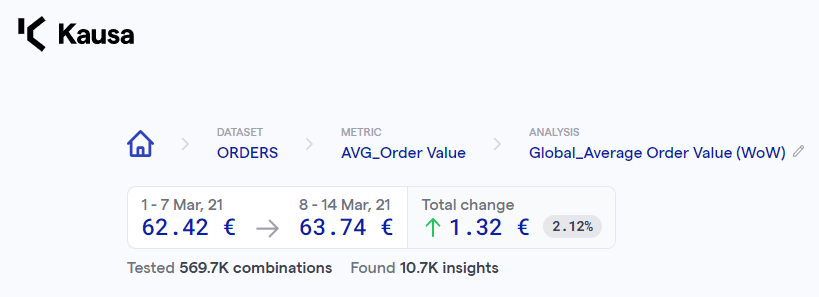 Kausa
DATASET METRIC ANALYSIS
ORDERS AVG_Order Value Global_Average Order Value (WoW)
1 - 7 Mar, 21 8 - 14 Mar, 21 Total change
62.42 € → 63.74 € ↑ 1.32 € 2.12%
Tested 569.7K combinations Found 10.7K insights